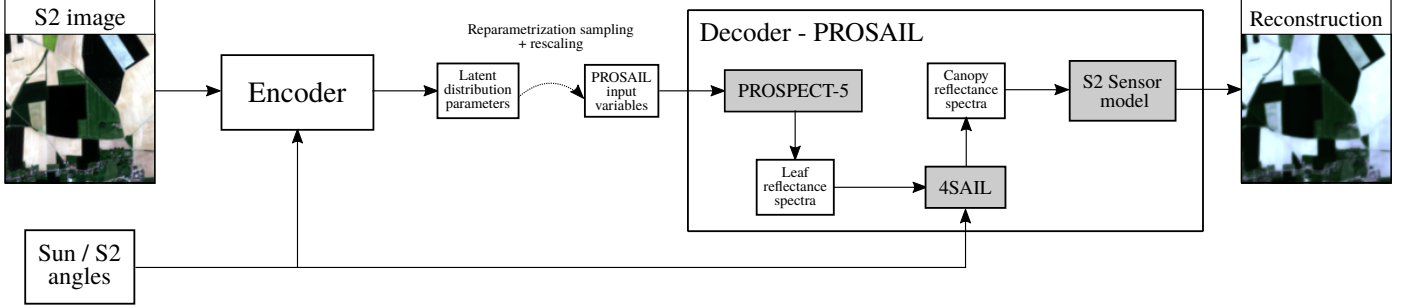 S2 image
Encoder
Sun / S2
angles
Latent
distribution
parameters
Reparametrization sampling
+ rescaling
PROSAIL
input
variables
Decoder - PROSAIL
PROSPECT-5
Leaf
reflectance
spectra
4SAIL
Canopy
reflectance
spectra
S2 Sensor
model
Reconstruction